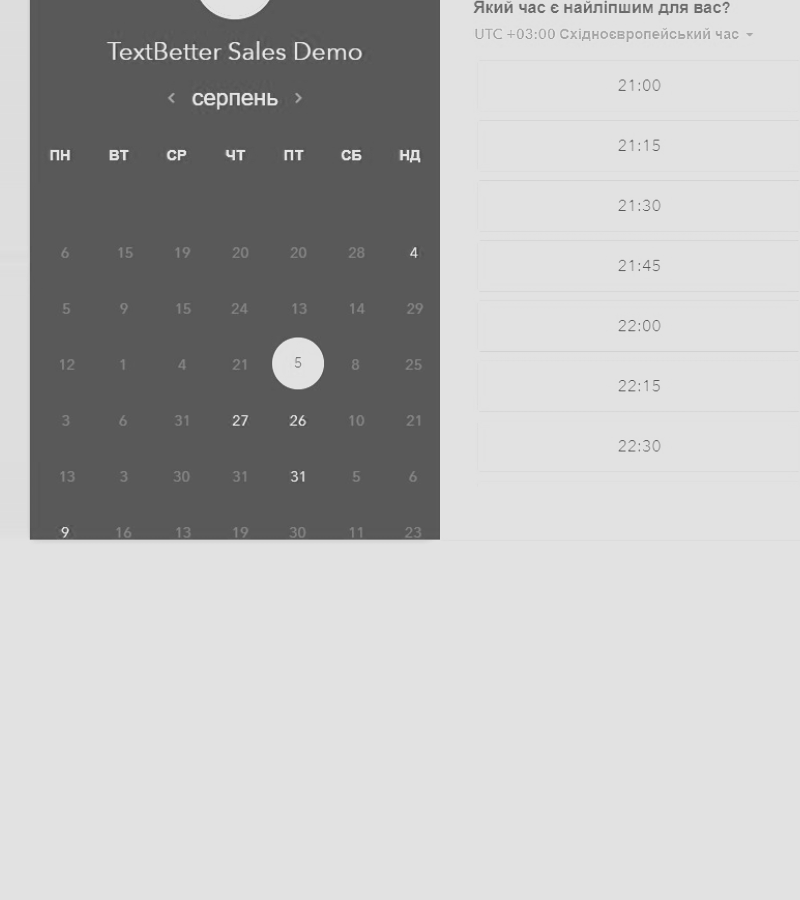 TextBetter Sales Demo
серпень
ПН ВТ СР ЧТ ПТ СБ НД
6 15 19 20 20 28 4
5 9 15 24 13 14 29
12 1 4 21 5 8 25
3 6 31 27 26 10 21
13 3 30 31 31 5 6
9 16 13 19 30 11 23
Який час є найліпшим для вас?
UTC +03:00 Східноєвропейський час
21:00
21:15
21:30
21:45
22:00
22:15
22:30